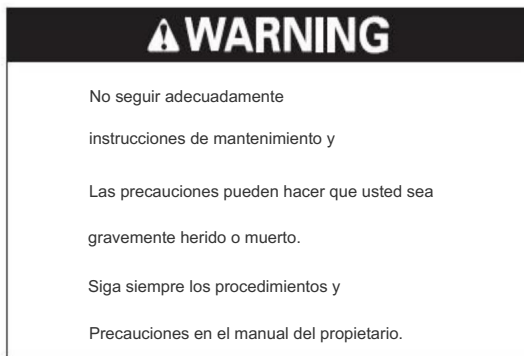 WARNING
No seguir adecuadamente
instrucciones de mantenimiento y
Las precauciones pueden hacer que usted sea
gravemente herido o muerto.
Siga siempre los procedimientos y
Precauciones en el manual del propietario.